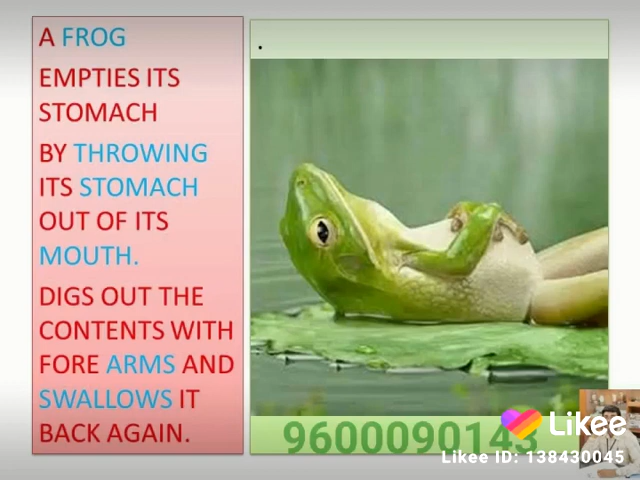 A FROG
EMPTIES ITS
STOMACH
BY THROWING
ITS STOMACH
OUT OF ITS
MOUTH.
DIGS OUT THE
CONTENTS WITH
FORE ARMS AND
SWALLOWS IT
BACK AGAIN.
.
9600090143
Likee
Likee ID: 138430045